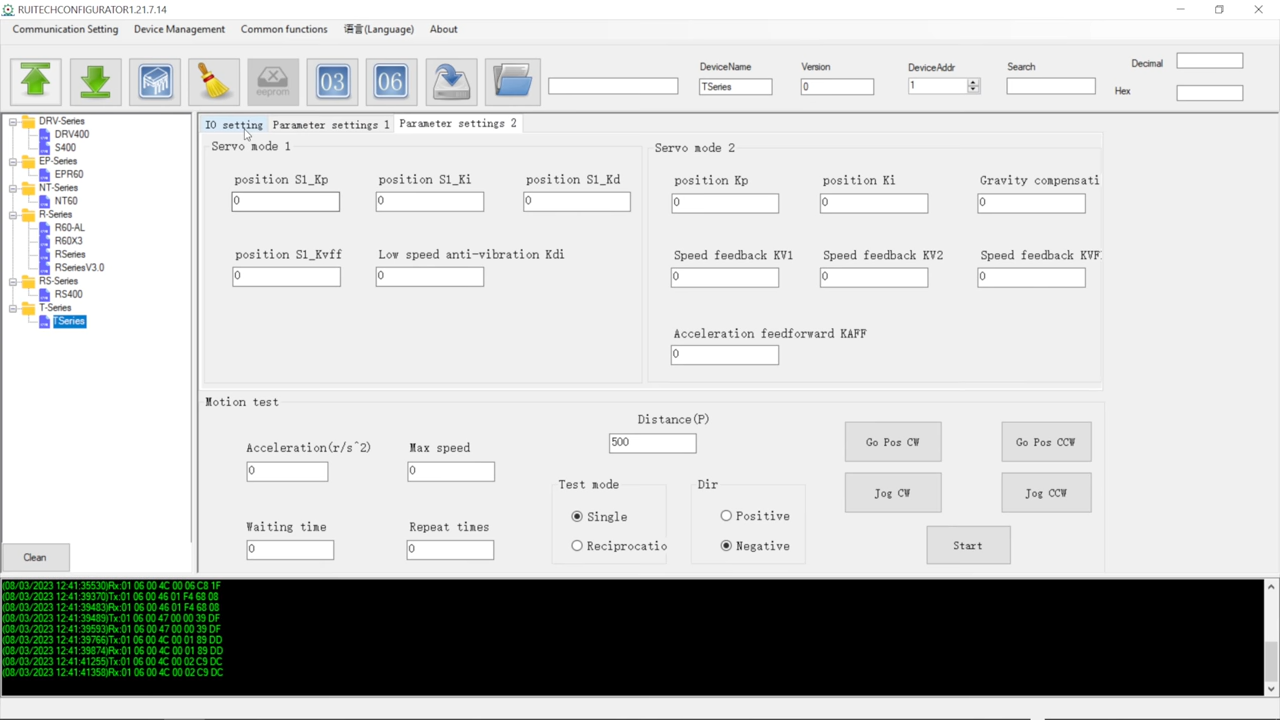 RUITECHCONFIGURATOR1.21.7.14
Communication Setting Device Management Common functions 语言(Language) About
eeprom 03 06
DeviceName Version DeviceAddr Search Decimal
TSeries 0 1 Hex
DRV-Series
DRV400
S400
EP-Series
EPR60
NT-Series
NT60
R-Series
R60-AL
R60X3
RSeries
RSeriesV3.0
RS-Series
RS400
T-Series
TSeries
Clean
IO setting Parameter settings 1 Parameter settings 2
Servo mode 1
position S1_Kp position S1_Ki position S1_Kd
0 0 0
position S1_Kvff Low speed anti-vibration Kdi
0 0
Servo mode 2
position Kp position Ki Gravity compensati
0 0 0
Speed feedback KV1 Speed feedback KV2 Speed feedback KVF
0 0 0
Acceleration feedforward KAFF
0
Motion test
Acceleration(r/s^2) Max speed
0 0
Waiting time Repeat times
0 0
Distance(P)
500
Test mode
Single
Reciprocatio
Dir
Positive
Negative
Go Pos CW Go Pos CCW
Jog CW Jog CCW
Start
(08/03/2023 12:41:35530)Rx:01 06 00 4C 00 06 C8 1F
(08/03/2023 12:41:39370)Tx:01 06 00 46 01 F4 68 08
(08/03/2023 12:41:39483)Rx:01 06 00 46 01 F4 68 08
(08/03/2023 12:41:39489)Tx:01 06 00 47 00 00 39 DF
(08/03/2023 12:41:39593)Rx:01 06 00 47 00 00 39 DF
(08/03/2023 12:41:39766)Tx:01 06 00 4C 00 01 89 DD
(08/03/2023 12:41:39874)Rx:01 06 00 4C 00 01 89 DD
(08/03/2023 12:41:41255)Tx:01 06 00 4C 00 02 C9 DC
(08/03/2023 12:41:41358)Rx:01 06 00 4C 00 02 C9 DC